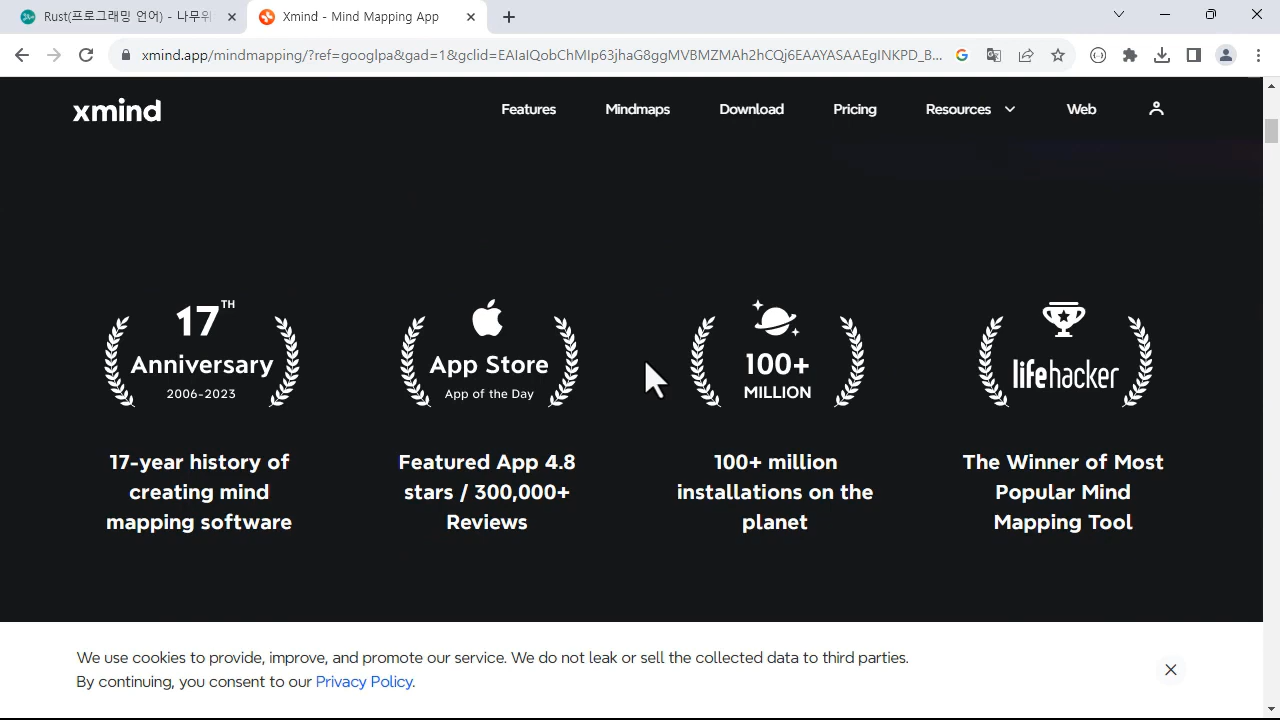 Rust(프로그래밍 언어) - 나무위
Xmind - Mind Mapping App
xmind.app/mindmapping/?ref=googlpa&gad=1&gclid=EAIaIQobChMIp63jhaG8ggMVBMZMAh2hCQj6EAAYASAAEgINKPD_B...
xmind
Features
Mindmaps
Download
Pricing
Resources
Web
17TH
Anniversary
2006-2023
App Store
App of the Day
100+
MILLION
lifehacker
17-year history of
creating mind
mapping software
Featured App 4.8
stars / 300,000+
Reviews
100+ million
installations on the
planet
The Winner of Most
Popular Mind
Mapping Tool
We use cookies to provide, improve, and promote our service. We do not leak or sell the collected data to third parties.
By continuing, you consent to our Privacy Policy.